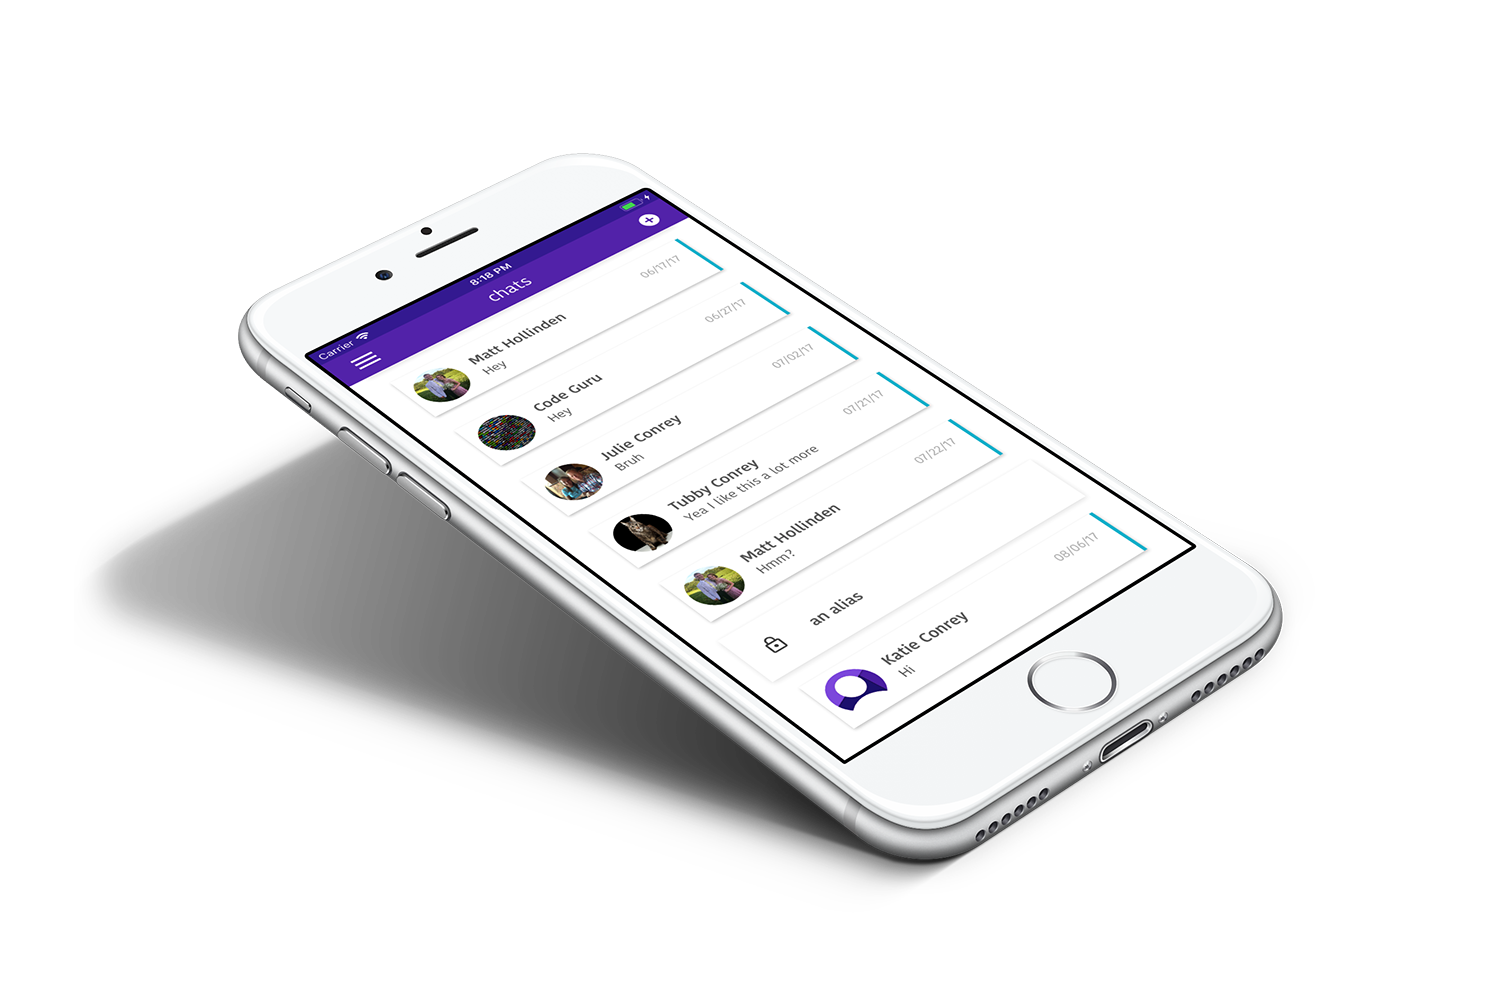 Carrier 8:18 PM
chats
Matt Hollinden 06/17/17
Hey
Code Guru 06/27/17
Hey
Julie Conrey 07/02/17
Bruh
Tubby Conrey 07/21/17
Yea I like this a lot more
Matt Hollinden 07/22/17
Hmm?
an alias
Katie Conrey 08/06/17
Hi